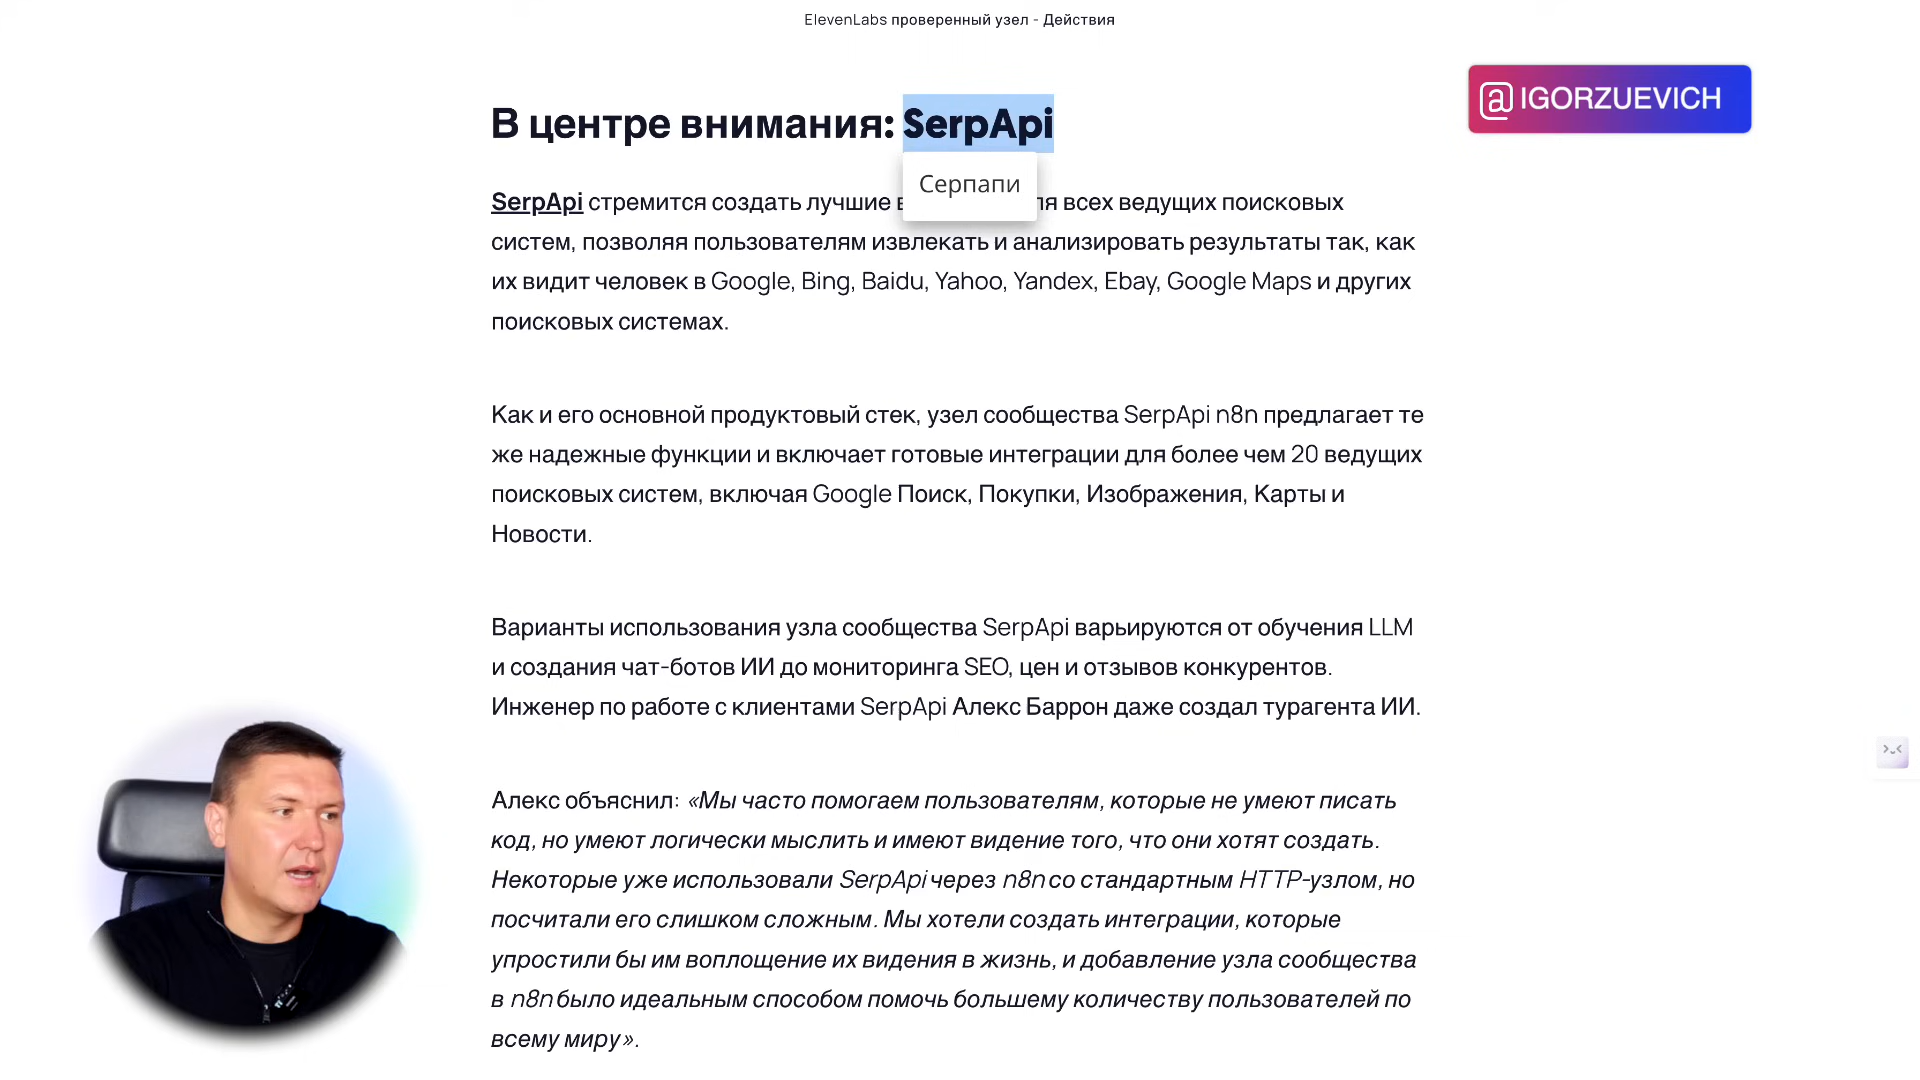 ElevenLabs проверенный узел - Действия
@IGORZUEVICH
В центре внимания: SerpApi
Серпапи
SerpApi стремится создать лучшие ля всех ведущих поисковых
систем, позволяя пользователям извлекать и анализировать результаты так, как
их видит человек в Google, Bing, Baidu, Yahoo, Yandex, Ebay, Google Maps и других
поисковых системах.
Как и его основной продуктовый стек, узел сообщества SerpApi n8n предлагает те
же надежные функции и включает готовые интеграции для более чем 20 ведущих
поисковых систем, включая Google Поиск, Покупки, Изображения, Карты и
Новости.
Варианты использования узла сообщества SerpApi варьируются от обучения LLM
и создания чат-ботов ИИ до мониторинга SEO, цен и отзывов конкурентов.
Инженер по работе с клиентами SerpApi Алекс Баррон даже создал турагента ИИ.
Алекс объяснил: «Мы часто помогаем пользователям, которые не умеют писать
код, но умеют логически мыслить и имеют видение того, что они хотят создать.
Некоторые уже использовали SerpApi через n8n со стандартным HTTP-узлом, но
посчитали его слишком сложным. Мы хотели создать интеграции, которые
упростили бы им воплощение их видения в жизнь, и добавление узла сообщества
в n8n было идеальным способом помочь большему количеству пользователей по
всему миру».